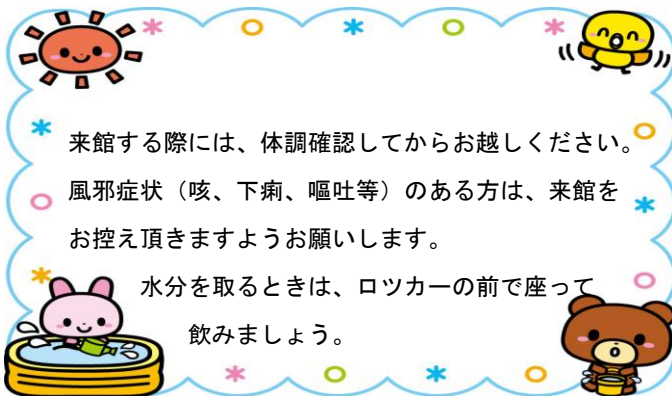 来館する際には、体調確認してからお越しください。
風邪症状（咳、下痢、嘔吐等）のある方は、来館を
お控え頂きますようお願いします。
水分を取るときは、ロツカーの前で座って
飲みましょう。